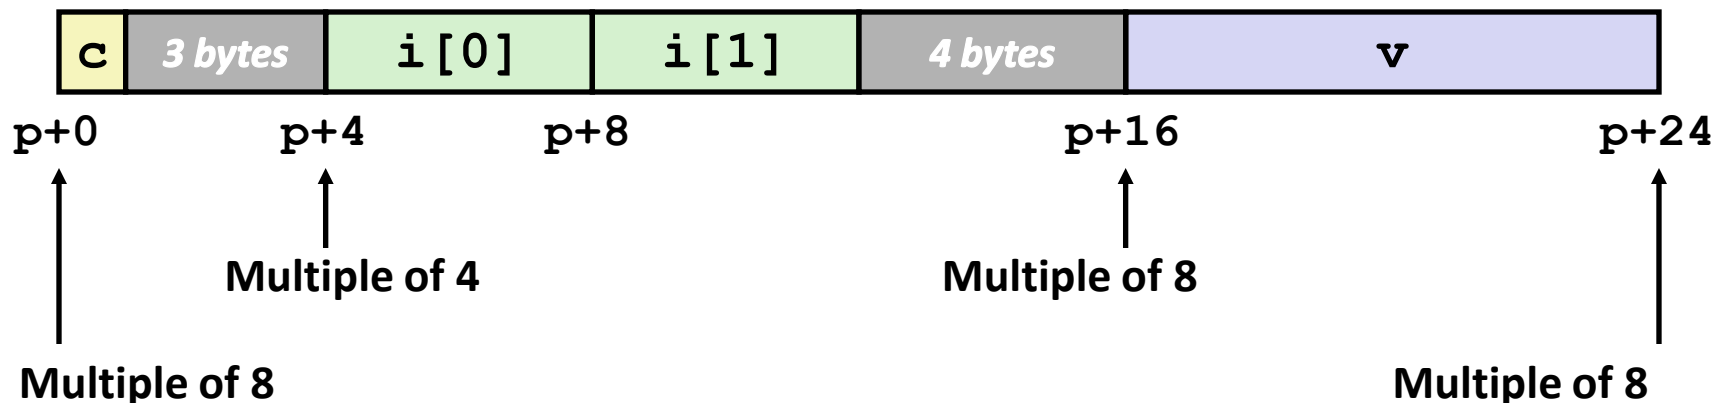 c 3 bytes i[0] i[1] 4 bytes v
p+0 p+4 p+8 p+16 p+24
Multiple of 4 Multiple of 8
Multiple of 8 Multiple of 8